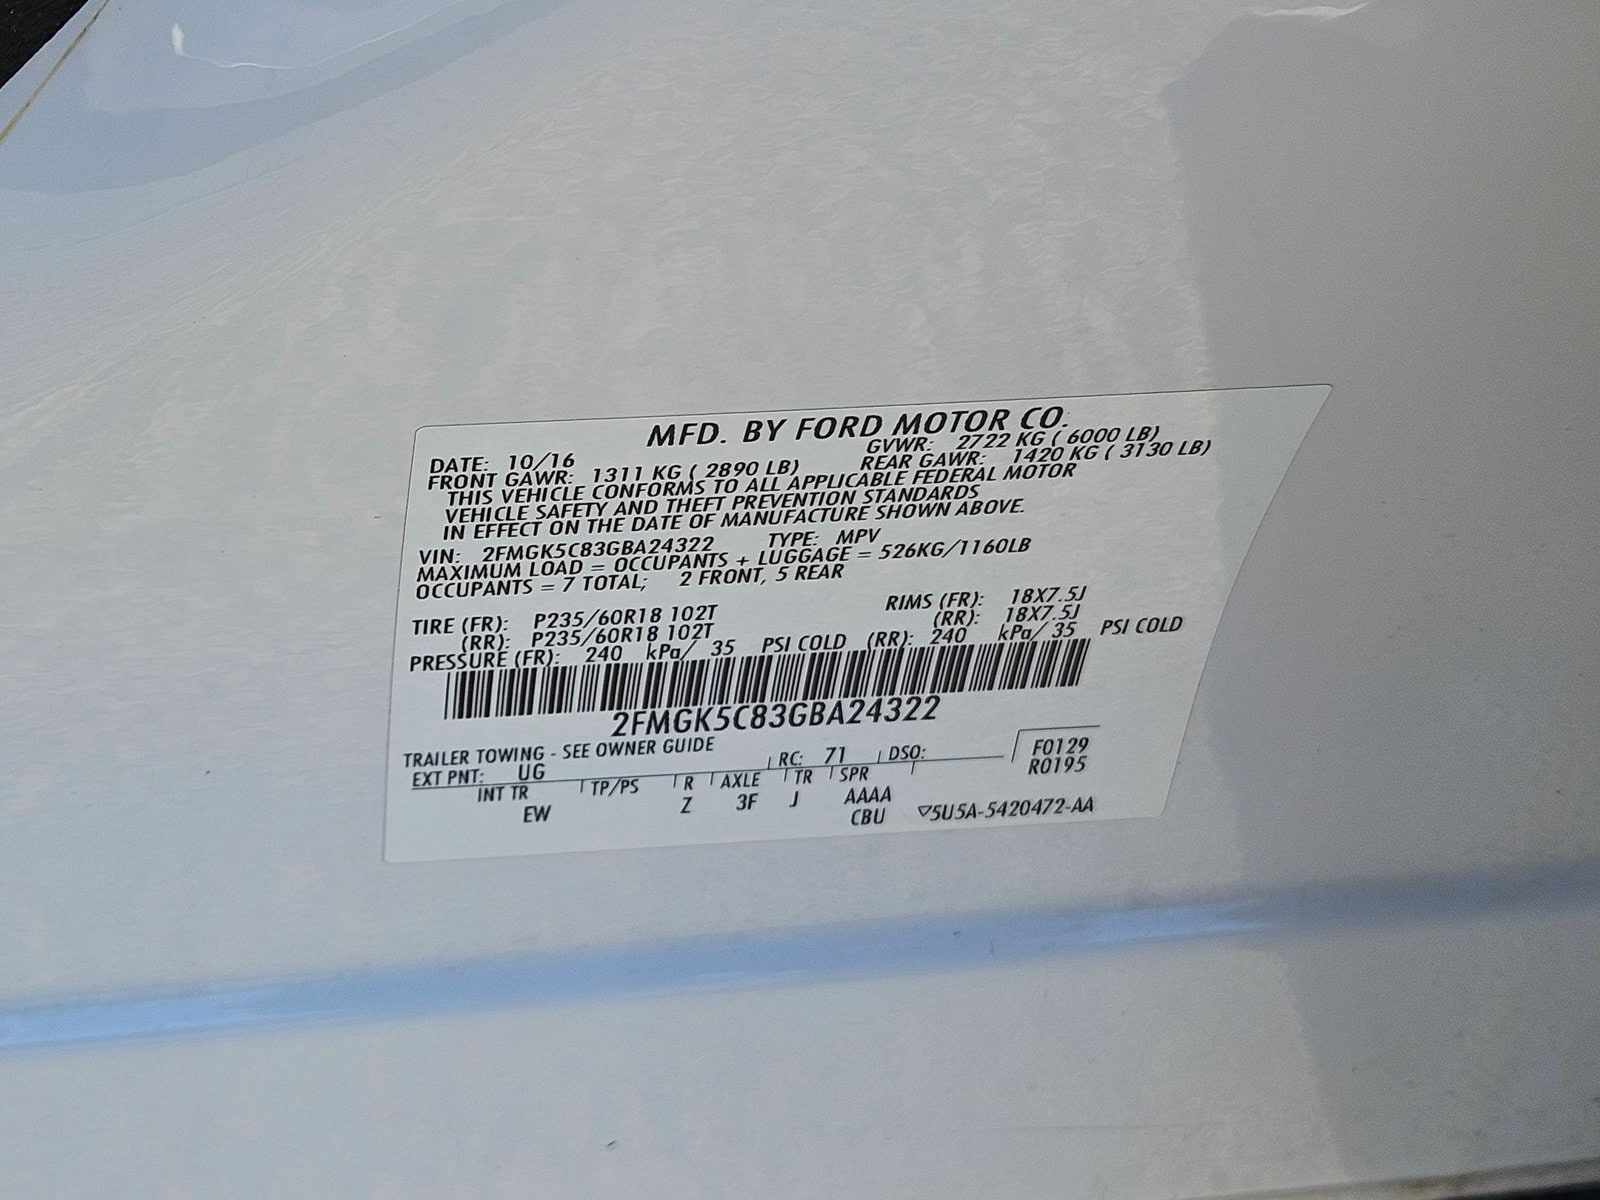 MFD. BY FORD MOTOR CO.
DATE: 10/16 GVWR: 2722 KG ( 6000 LB)
FRONT GAWR: 1311 KG ( 2890 LB) REAR GAWR: 1420 KG ( 3130 LB)
THIS VEHICLE CONFORMS TO ALL APPLICABLE FEDERAL MOTOR
VEHICLE SAFETY AND THEFT PREVENTION STANDARDS
IN EFFECT ON THE DATE OF MANUFACTURE SHOWN ABOVE.
VIN: 2FMGK5C83GBA24322 TYPE: MPV
MAXIMUM LOAD = OCCUPANTS + LUGGAGE = 526KG/1160LB
OCCUPANTS = 7 TOTAL; 2 FRONT, 5 REAR
TIRE (FR): P235/60R18 102T RIMS (FR): 18X7.5J
(RR): P235/60R18 102T (RR): 18X7.5J
PRESSURE (FR): 240 kPa/ 35 PSI COLD (RR): 240 kPa/ 35 PSI COLD
2FMGK5C83GBA24322
TRAILER TOWING - SEE OWNER GUIDE
EXT PNT: UG RC: 71 DSO: F0129
R0195
INT TR TP/PS R AXLE TR SPR
EW Z 3F J AAAA
CBU ▽5U5A-5420472-AA